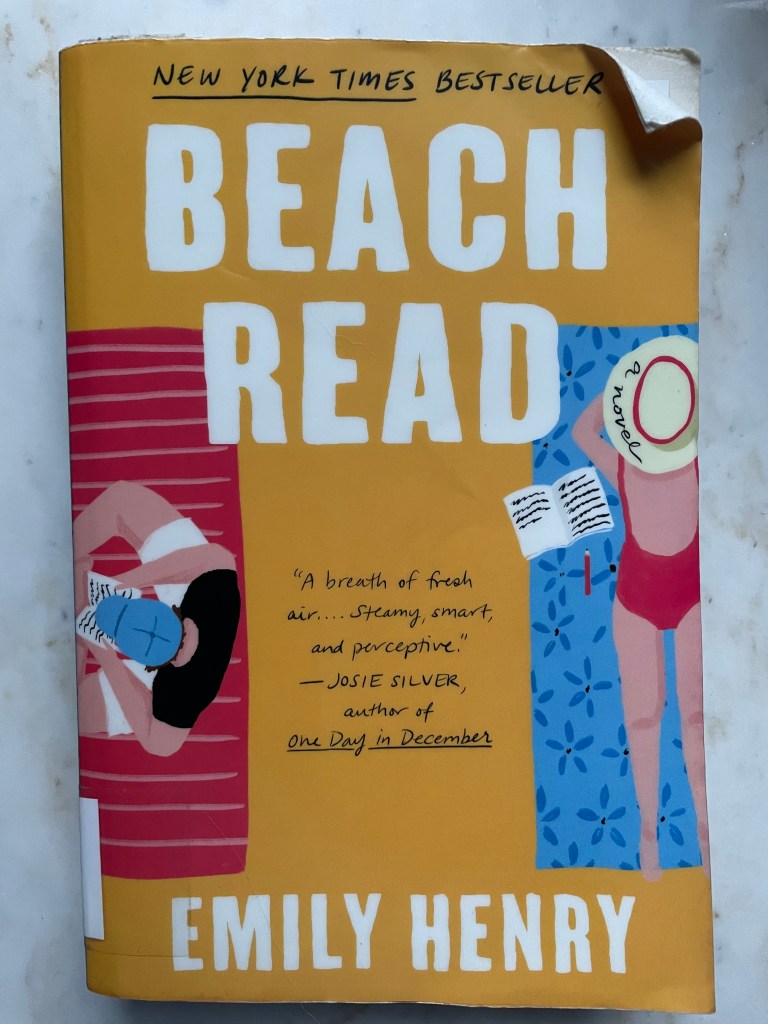 NEW YORK TIMES BESTSELLER
BEACH
READ
a novel
"A breath of fresh
air.... Steamy, smart,
and perceptive."
—JOSIE SILVER,
author of
One Day in December
EMILY HENRY